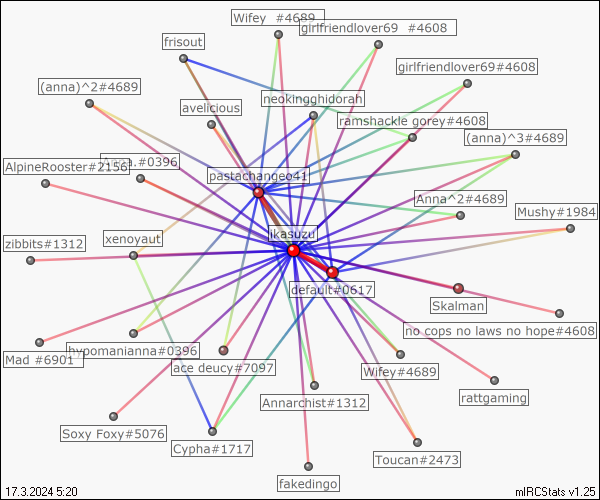 Wifey  #4689
girlfriendlover69  #4608
frisout
girlfriendlover69#4608
(anna)^2#4689
neokingghidorah
avelicious
ramshackle gorey#4608
(anna)^3#4689
#0396
AlpineRooster#2156
pastachangeo41
Anna^2#4689
Mushy#1984
jkasuzu
xenoyaut
zibbits#1312
default#0617
Skalman
no cops no laws no hope#4608
hypomanianna#0396
Mad #6901
ace deucy#7097
Wifey#4689
rattgaming
Annarchist#1312
Soxy Foxy#5076
Cypha#1717
Toucan#2473
fakedingo
17.3.2024 5:20
mIRCStats v1.25